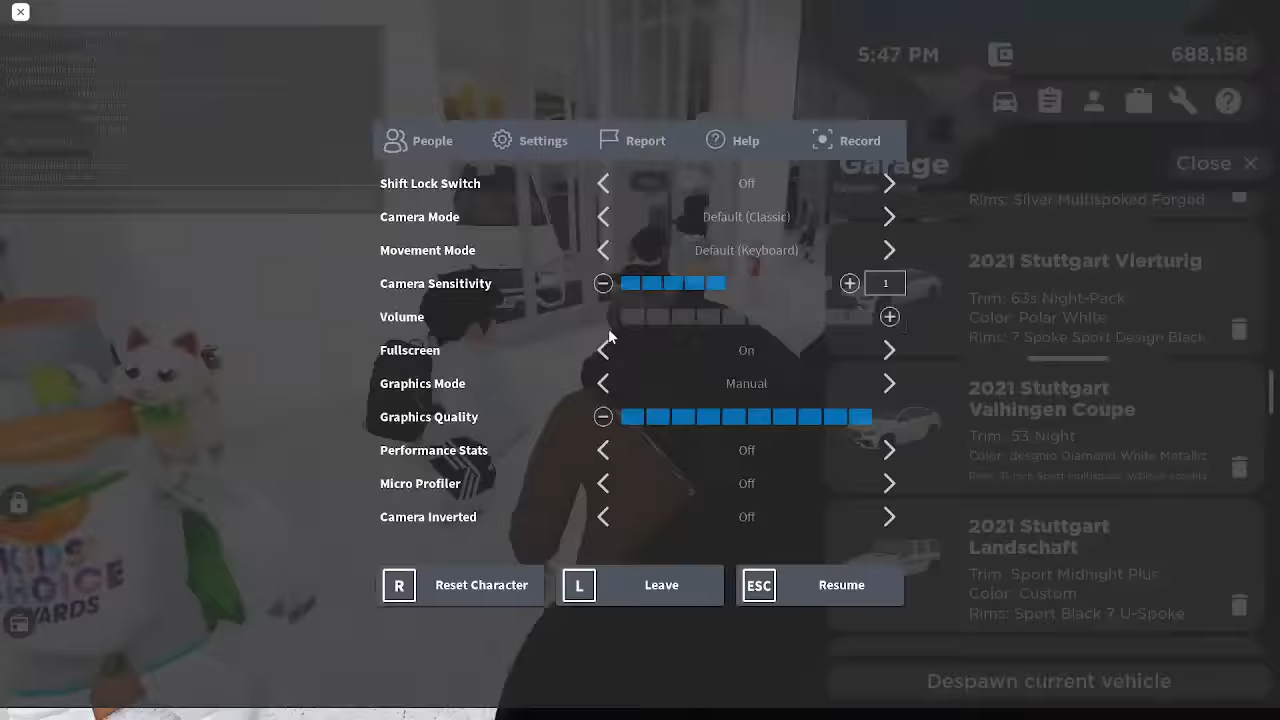 5:47 PM 688,158
People Settings Report Help Record
Garage Close
Shift Lock Switch Off
Camera Mode Default (Classic)
Movement Mode Default (Keyboard)
Camera Sensitivity 1
Volume
Fullscreen On
Graphics Mode Manual
Graphics Quality
Performance Stats Off
Micro Profiler Off
Camera Inverted Off
R Reset Character L Leave ESC Resume
Rims: Silver Multispoked Forged
2021 Stuttgart Vierturig
Trim: 63s Night-Pack
Color: Polar White
Rims: 7 Spoke Sport Design Black
2021 Stuttgart
Valhingen Coupe
Trim: 53 Night
Color: designo Diamond White Metallic
2021 Stuttgart
Landschaft
Trim: Sport Midnight Plus
Color: Custom
Rims: Sport Black 7 U-Spoke
Despawn current vehicle
KIDS'
CHOICE
AWARDS